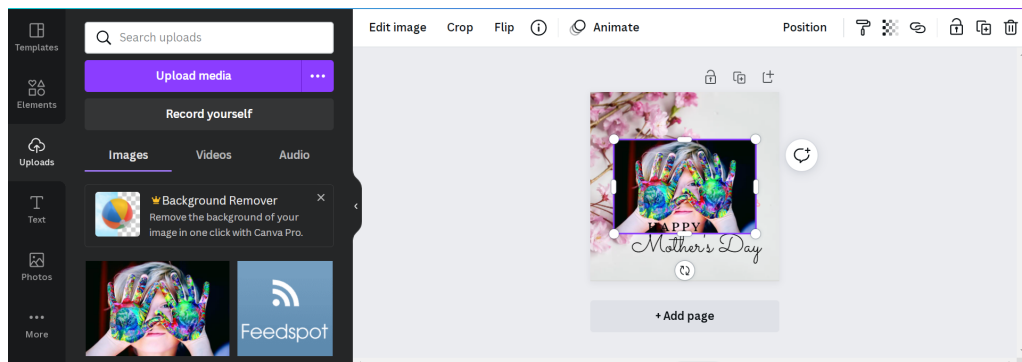 Templates
Elements
Uploads
Text
Photos
More
Search uploads
Upload media
Record yourself
Images Videos Audio
Background Remover
Remove the background of your
image in one click with Canva Pro.
Feedspot
Edit image Crop Flip Animate Position
HAPPY
Mother's Day
+ Add page